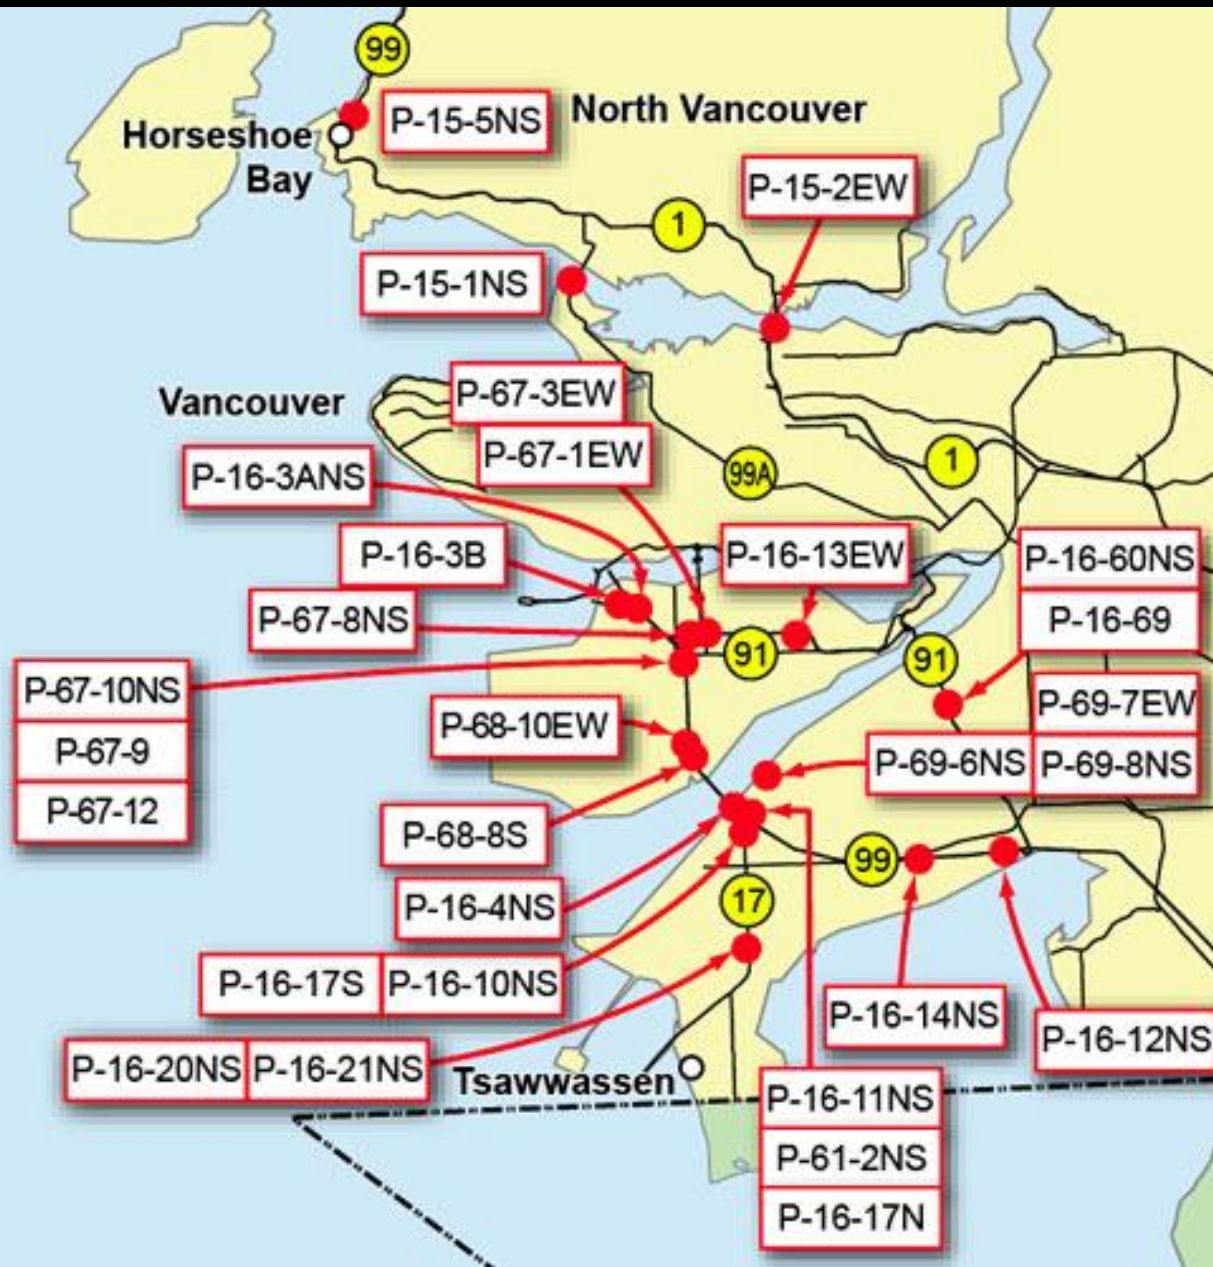 99
P-15-5NS
North Vancouver
Horseshoe
Bay
P-15-2EW
1
P-15-1NS
Vancouver
P-67-3EW
P-67-1EW
P-16-3ANS
99A
1
P-16-3B
P-16-13EW
P-16-60NS
P-67-8NS
P-16-69
91
91
P-67-10NS
P-67-9
P-67-12
P-68-10EW
P-69-7EW
P-69-6NS
P-69-8NS
P-68-8S
99
P-16-4NS
17
P-16-17S
P-16-10NS
P-16-14NS
P-16-12NS
P-16-20NS
P-16-21NS
Tsawwassen
P-16-11NS
P-61-2NS
P-16-17N